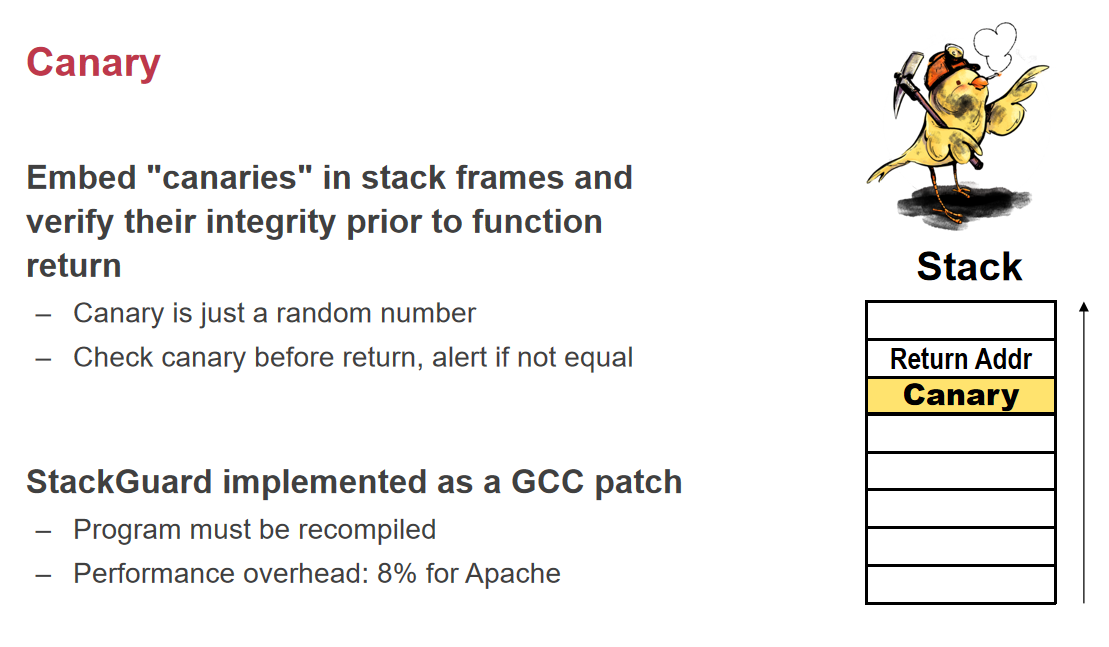 Canary
Embed "canaries" in stack frames and
verify their integrity prior to function
return
– Canary is just a random number
– Check canary before return, alert if not equal
StackGuard implemented as a GCC patch
– Program must be recompiled
– Performance overhead: 8% for Apache
Stack
Return Addr
Canary